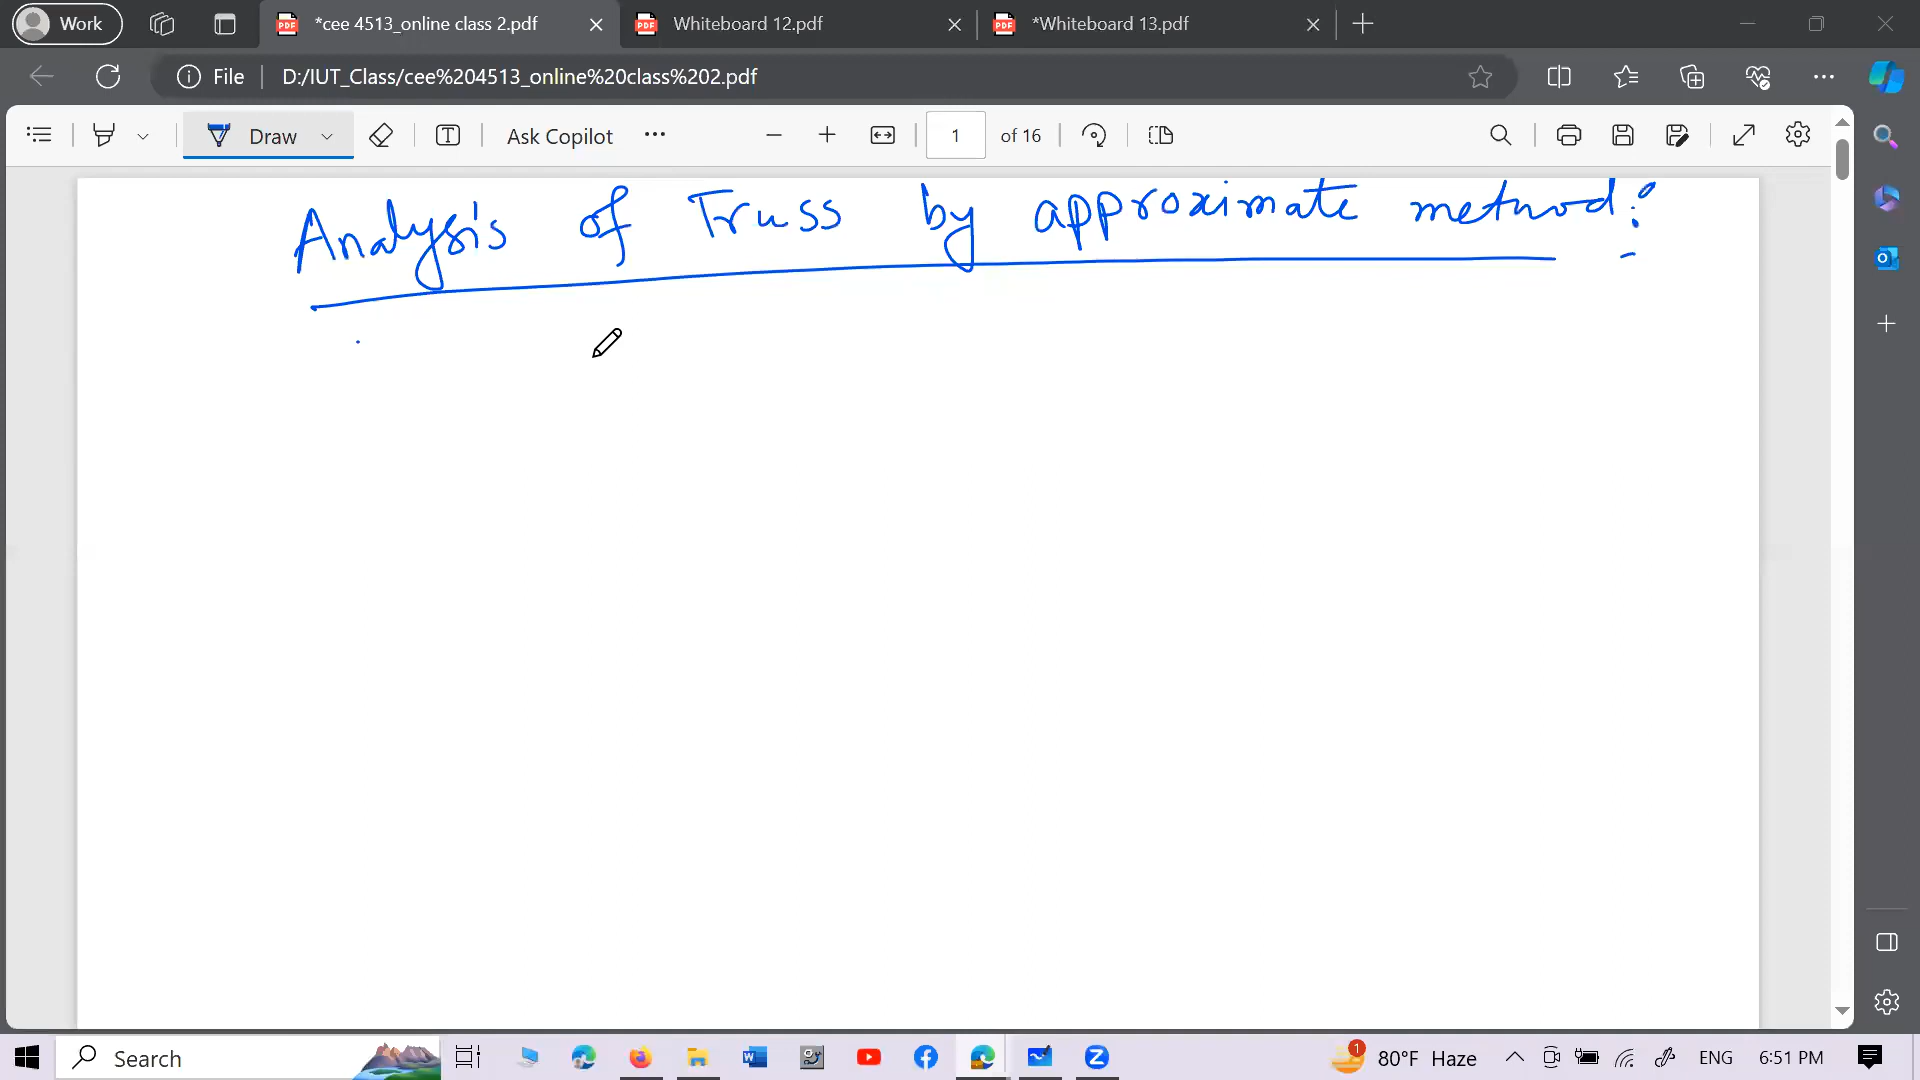 Work
*cee 4513_online class 2.pdf
Whiteboard 12.pdf
*Whiteboard 13.pdf
File
D:/IUT_Class/cee%204513_online%20class%202.pdf
Draw
Ask Copilot
1
of 16
Analysis of Truss by approximate method:
Search
1
80°F Haze
ENG
6:51 PM